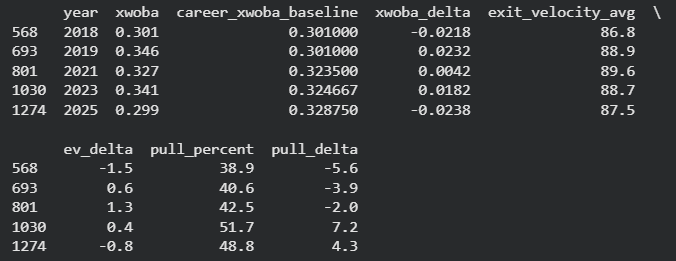 year xwoba career_xwoba_baseline xwoba_delta exit_velocity_avg \
568 2018 0.301 0.301000 -0.0218 86.8
693 2019 0.346 0.301000 0.0232 88.9
801 2021 0.327 0.323500 0.0042 89.6
1030 2023 0.341 0.324667 0.0182 88.7
1274 2025 0.299 0.328750 -0.0238 87.5
ev_delta pull_percent pull_delta
568 -1.5 38.9 -5.6
693 0.6 40.6 -3.9
801 1.3 42.5 -2.0
1030 0.4 51.7 7.2
1274 -0.8 48.8 4.3